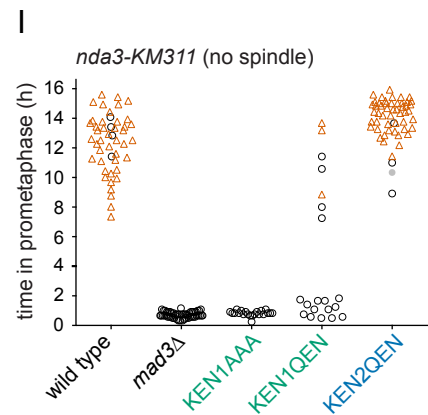 I
nda3-KM311 (no spindle)
time in prometaphase (h)
16
14
12
10
8
6
4
2
0
wild type
mad3Δ
KEN1AAA
KEN1QEN
KEN2QEN